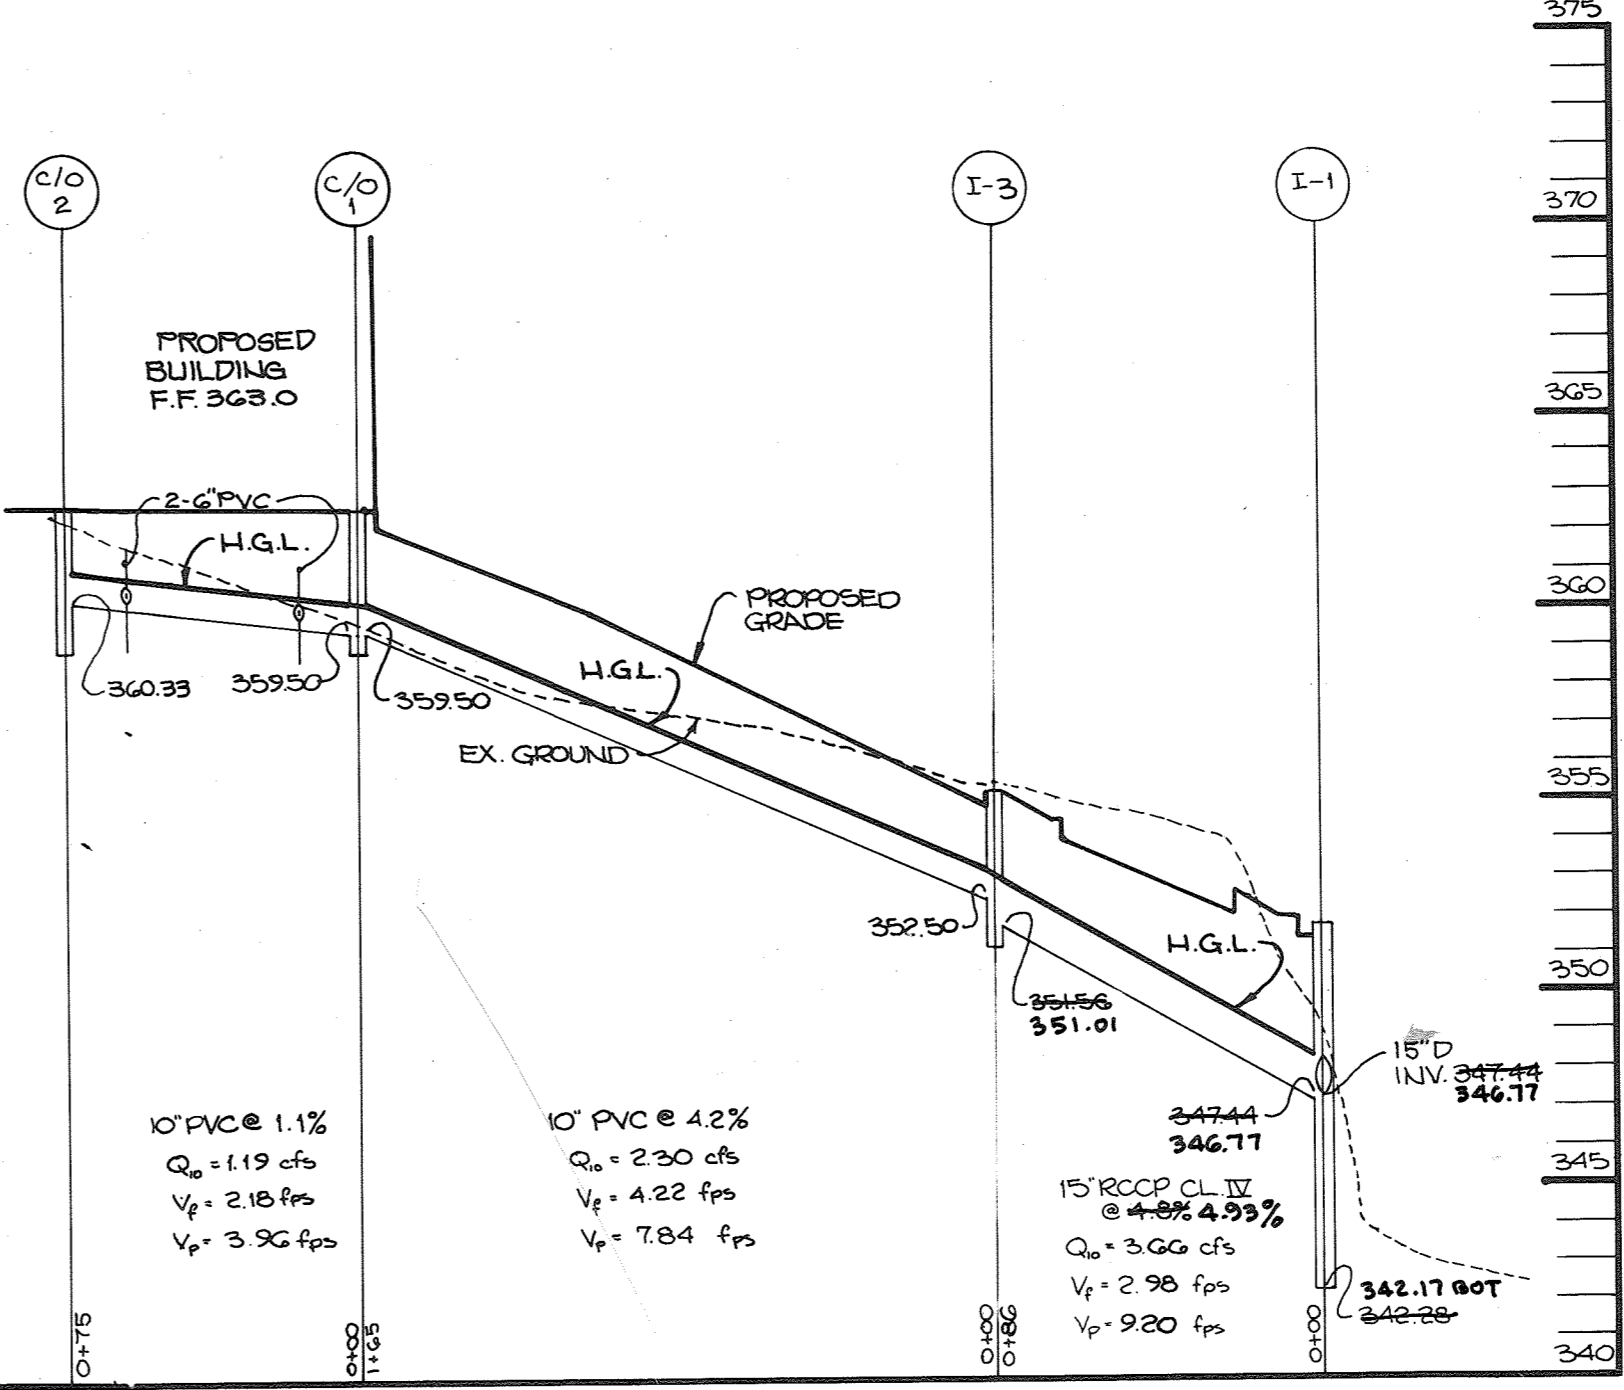 375
370
365
360
355
350
345
340
C/O
2
C/O
1
I-3
I-1
PROPOSED
BUILDING
F.F. 363.0
2-6"PVC
H.G.L.
PROPOSED
GRADE
H.G.L.
360.33
359.50
359.50
EX. GROUND
352.50
H.G.L.
351.56
351.01
15"D
INV. 347.44
346.77
347.44
346.77
10" PVC @ 1.1%
Q10 = 1.19 cfs
Vf = 2.18 fps
Vp = 3.96 fps
10" PVC @ 4.2%
Q10 = 2.30 cfs
Vf = 4.22 fps
Vp = 7.84 fps
15" RCCP CL. IV
@ 4.8% 4.93%
Q10 = 3.66 cfs
Vf = 2.98 fps
Vp = 9.20 fps
342.17 BOT
342.28
0+75
0+00
1+65
0+00
0+86
0+00